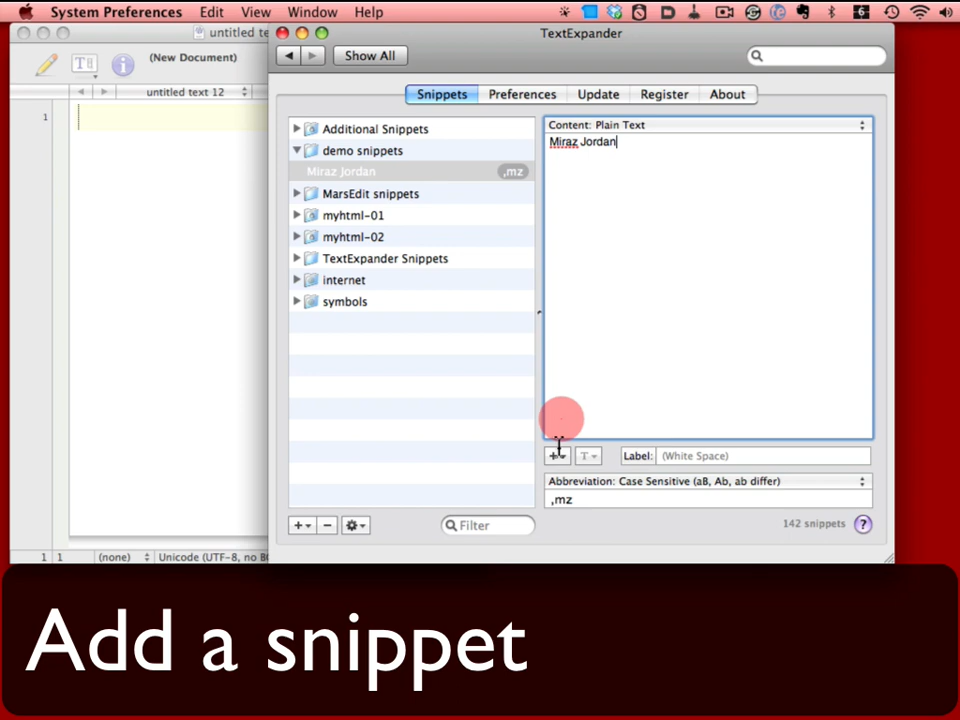 System Preferences Edit View Window Help
untitled te
TextExpander
(New Document)
Show All
untitled text 12
Snippets Preferences Update Register About
1
Additional Snippets
demo snippets
Miraz Jordan ,mz
MarsEdit snippets
myhtml-01
myhtml-02
TextExpander Snippets
internet
symbols
Content: Plain Text
Miraz Jordan
Label: (White Space)
Abbreviation: Case Sensitive (aB, Ab, ab differ)
,mz
Filter
142 snippets ?
1 1 (none) Unicode (UTF-8, no B
Add a snippet